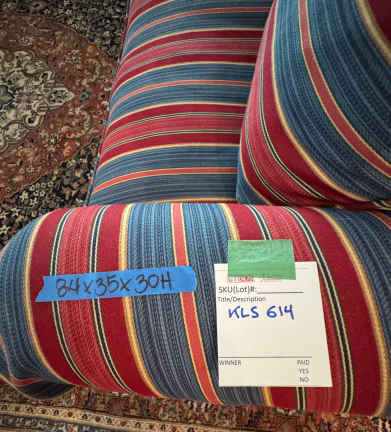 84x35x30H
SKU(Lot)#:
Title/Description
KLS 614
WINNER PAID
YES
NO